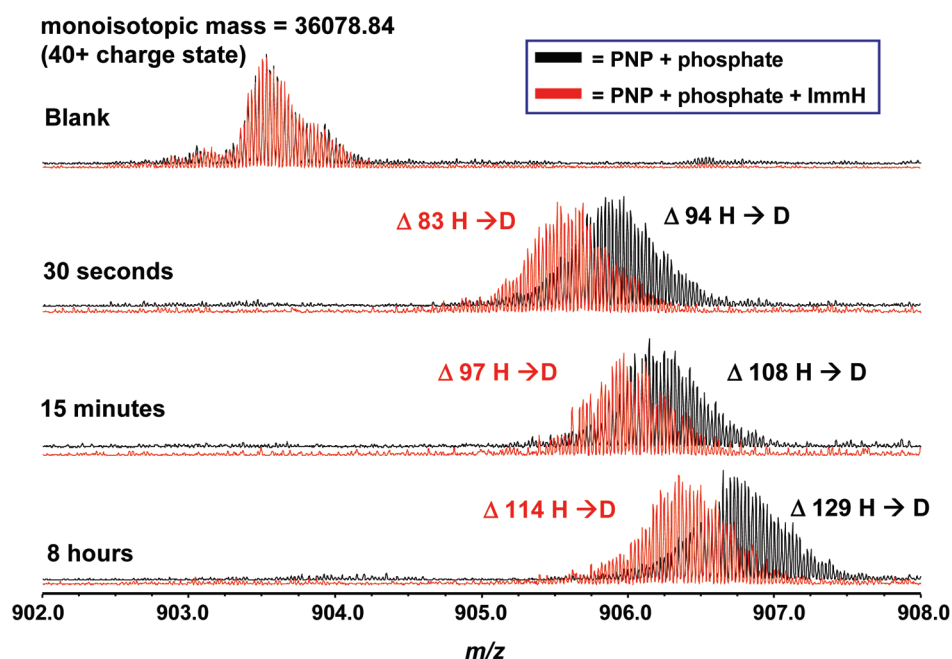 monoisotopic mass = 36078.84
(40+ charge state)
= PNP + phosphate
= PNP + phosphate + ImmH
Blank
Δ 83 H → D
Δ 94 H → D
30 seconds
Δ 97 H → D
Δ 108 H → D
15 minutes
Δ 114 H → D
Δ 129 H → D
8 hours
902.0 903.0 904.0 905.0 906.0 907.0 908.0
m/z